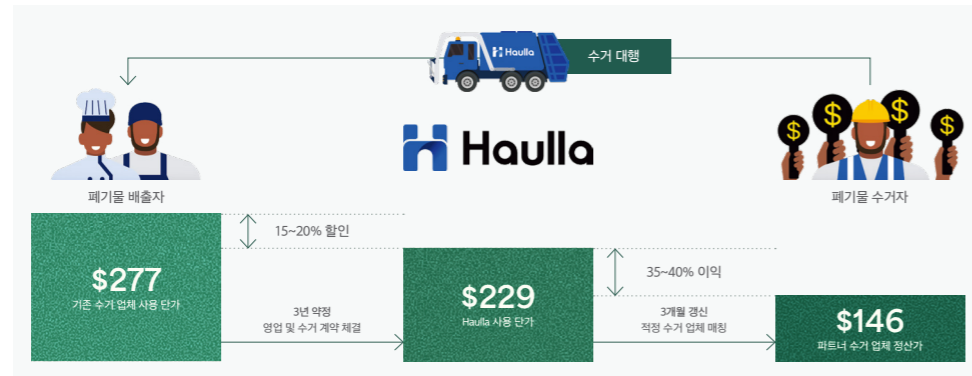 Haulla
수거 대행
Haulla
폐기물 배출자
폐기물 수거자
$ $ $ $
15~20% 할인
$277
기존 수거 업체 사용 단가
35~40% 이익
$229
Haulla 사용 단가
3년 약정
영업 및 수거 계약 체결
3개월 갱신
적정 수거 업체 매칭
$146
파트너 수거 업체 정산가